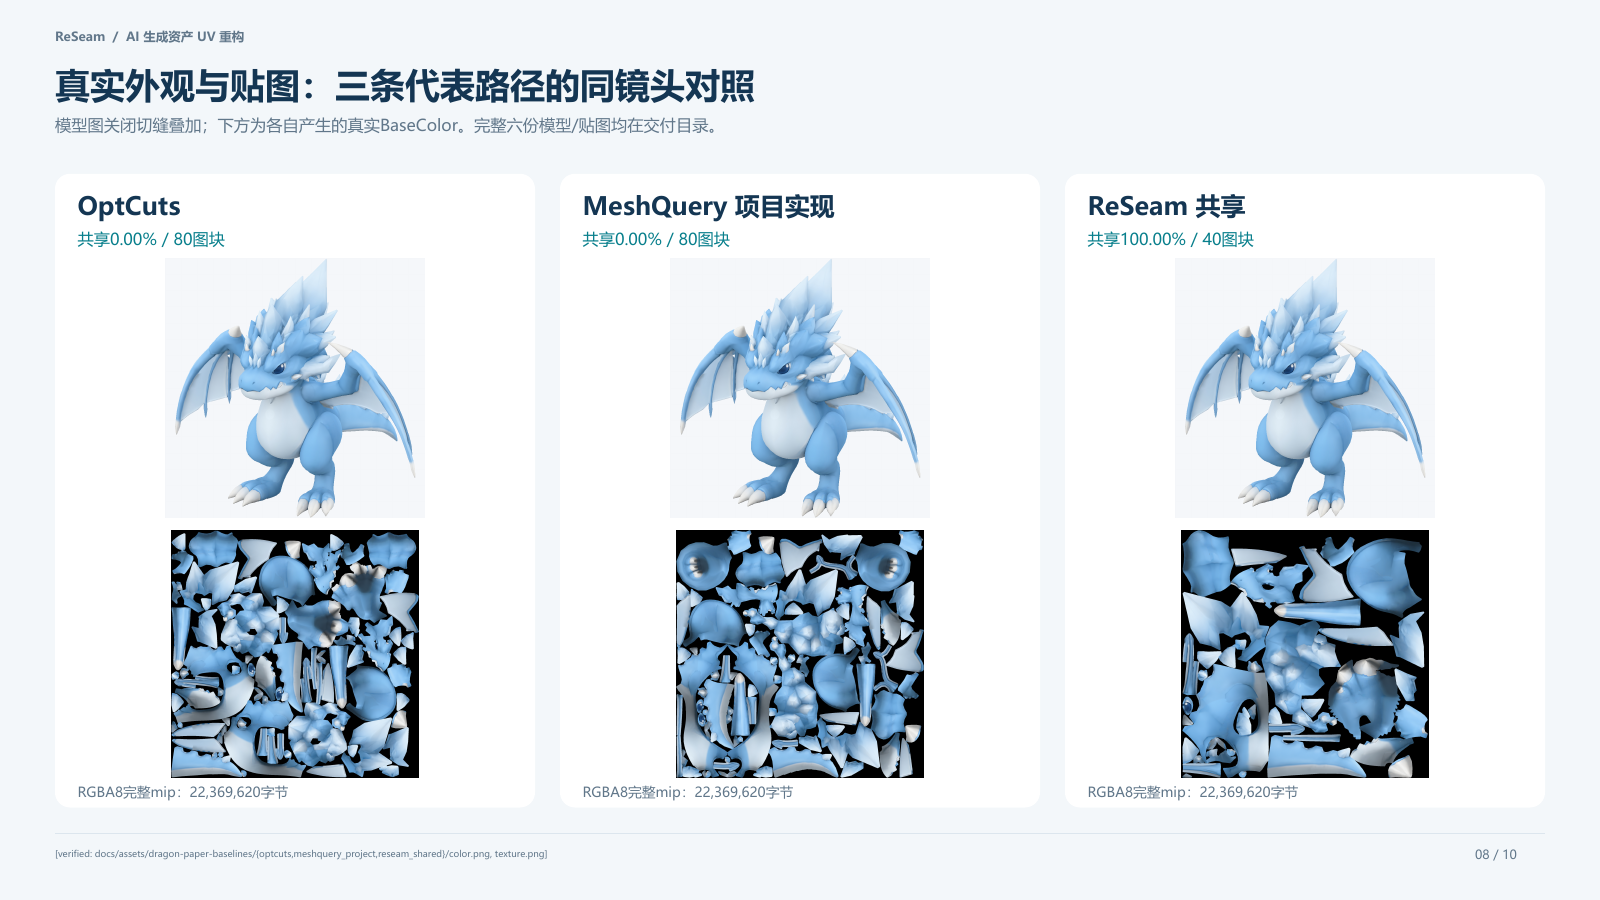 ReSeam / AI 生成资产 UV 重构
真实外观与贴图：三条代表路径的同镜头对照
模型图关闭切缝叠加；下方为各自产生的真实BaseColor。完整六份模型/贴图均在交付目录。
OptCuts
共享0.00% / 80图块
RGBA8完整mip：22,369,620字节
MeshQuery 项目实现
共享0.00% / 80图块
RGBA8完整mip：22,369,620字节
ReSeam 共享
共享100.00% / 40图块
RGBA8完整mip：22,369,620字节
[verified: docs/assets/dragon-paper-baselines/{optcuts,meshquery_project,reseam_shared}/color.png, texture.png]
08 / 10